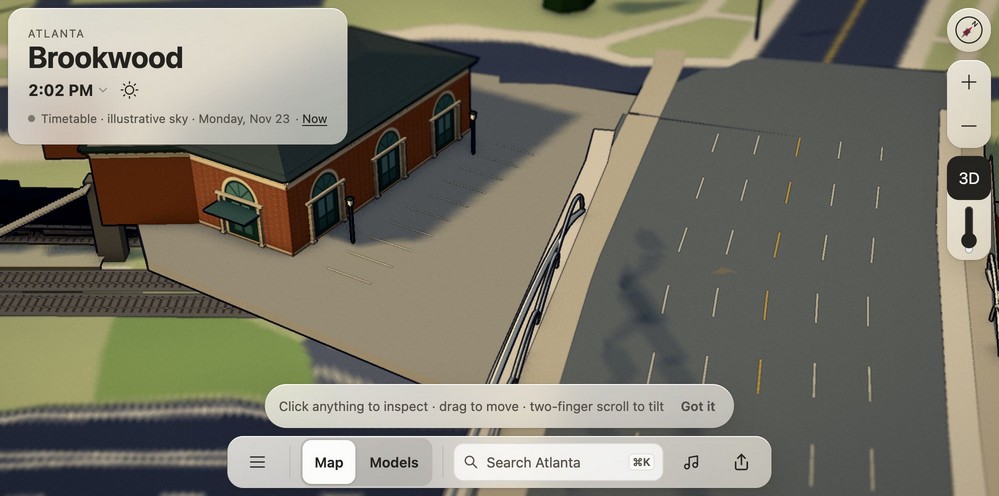 ATLANTA
Brookwood
2:02 PM
Timetable · illustrative sky · Monday, Nov 23 · Now
N
+
−
3D
Click anything to inspect · drag to move · two-finger scroll to tilt Got it
Map Models Search Atlanta ⌘K